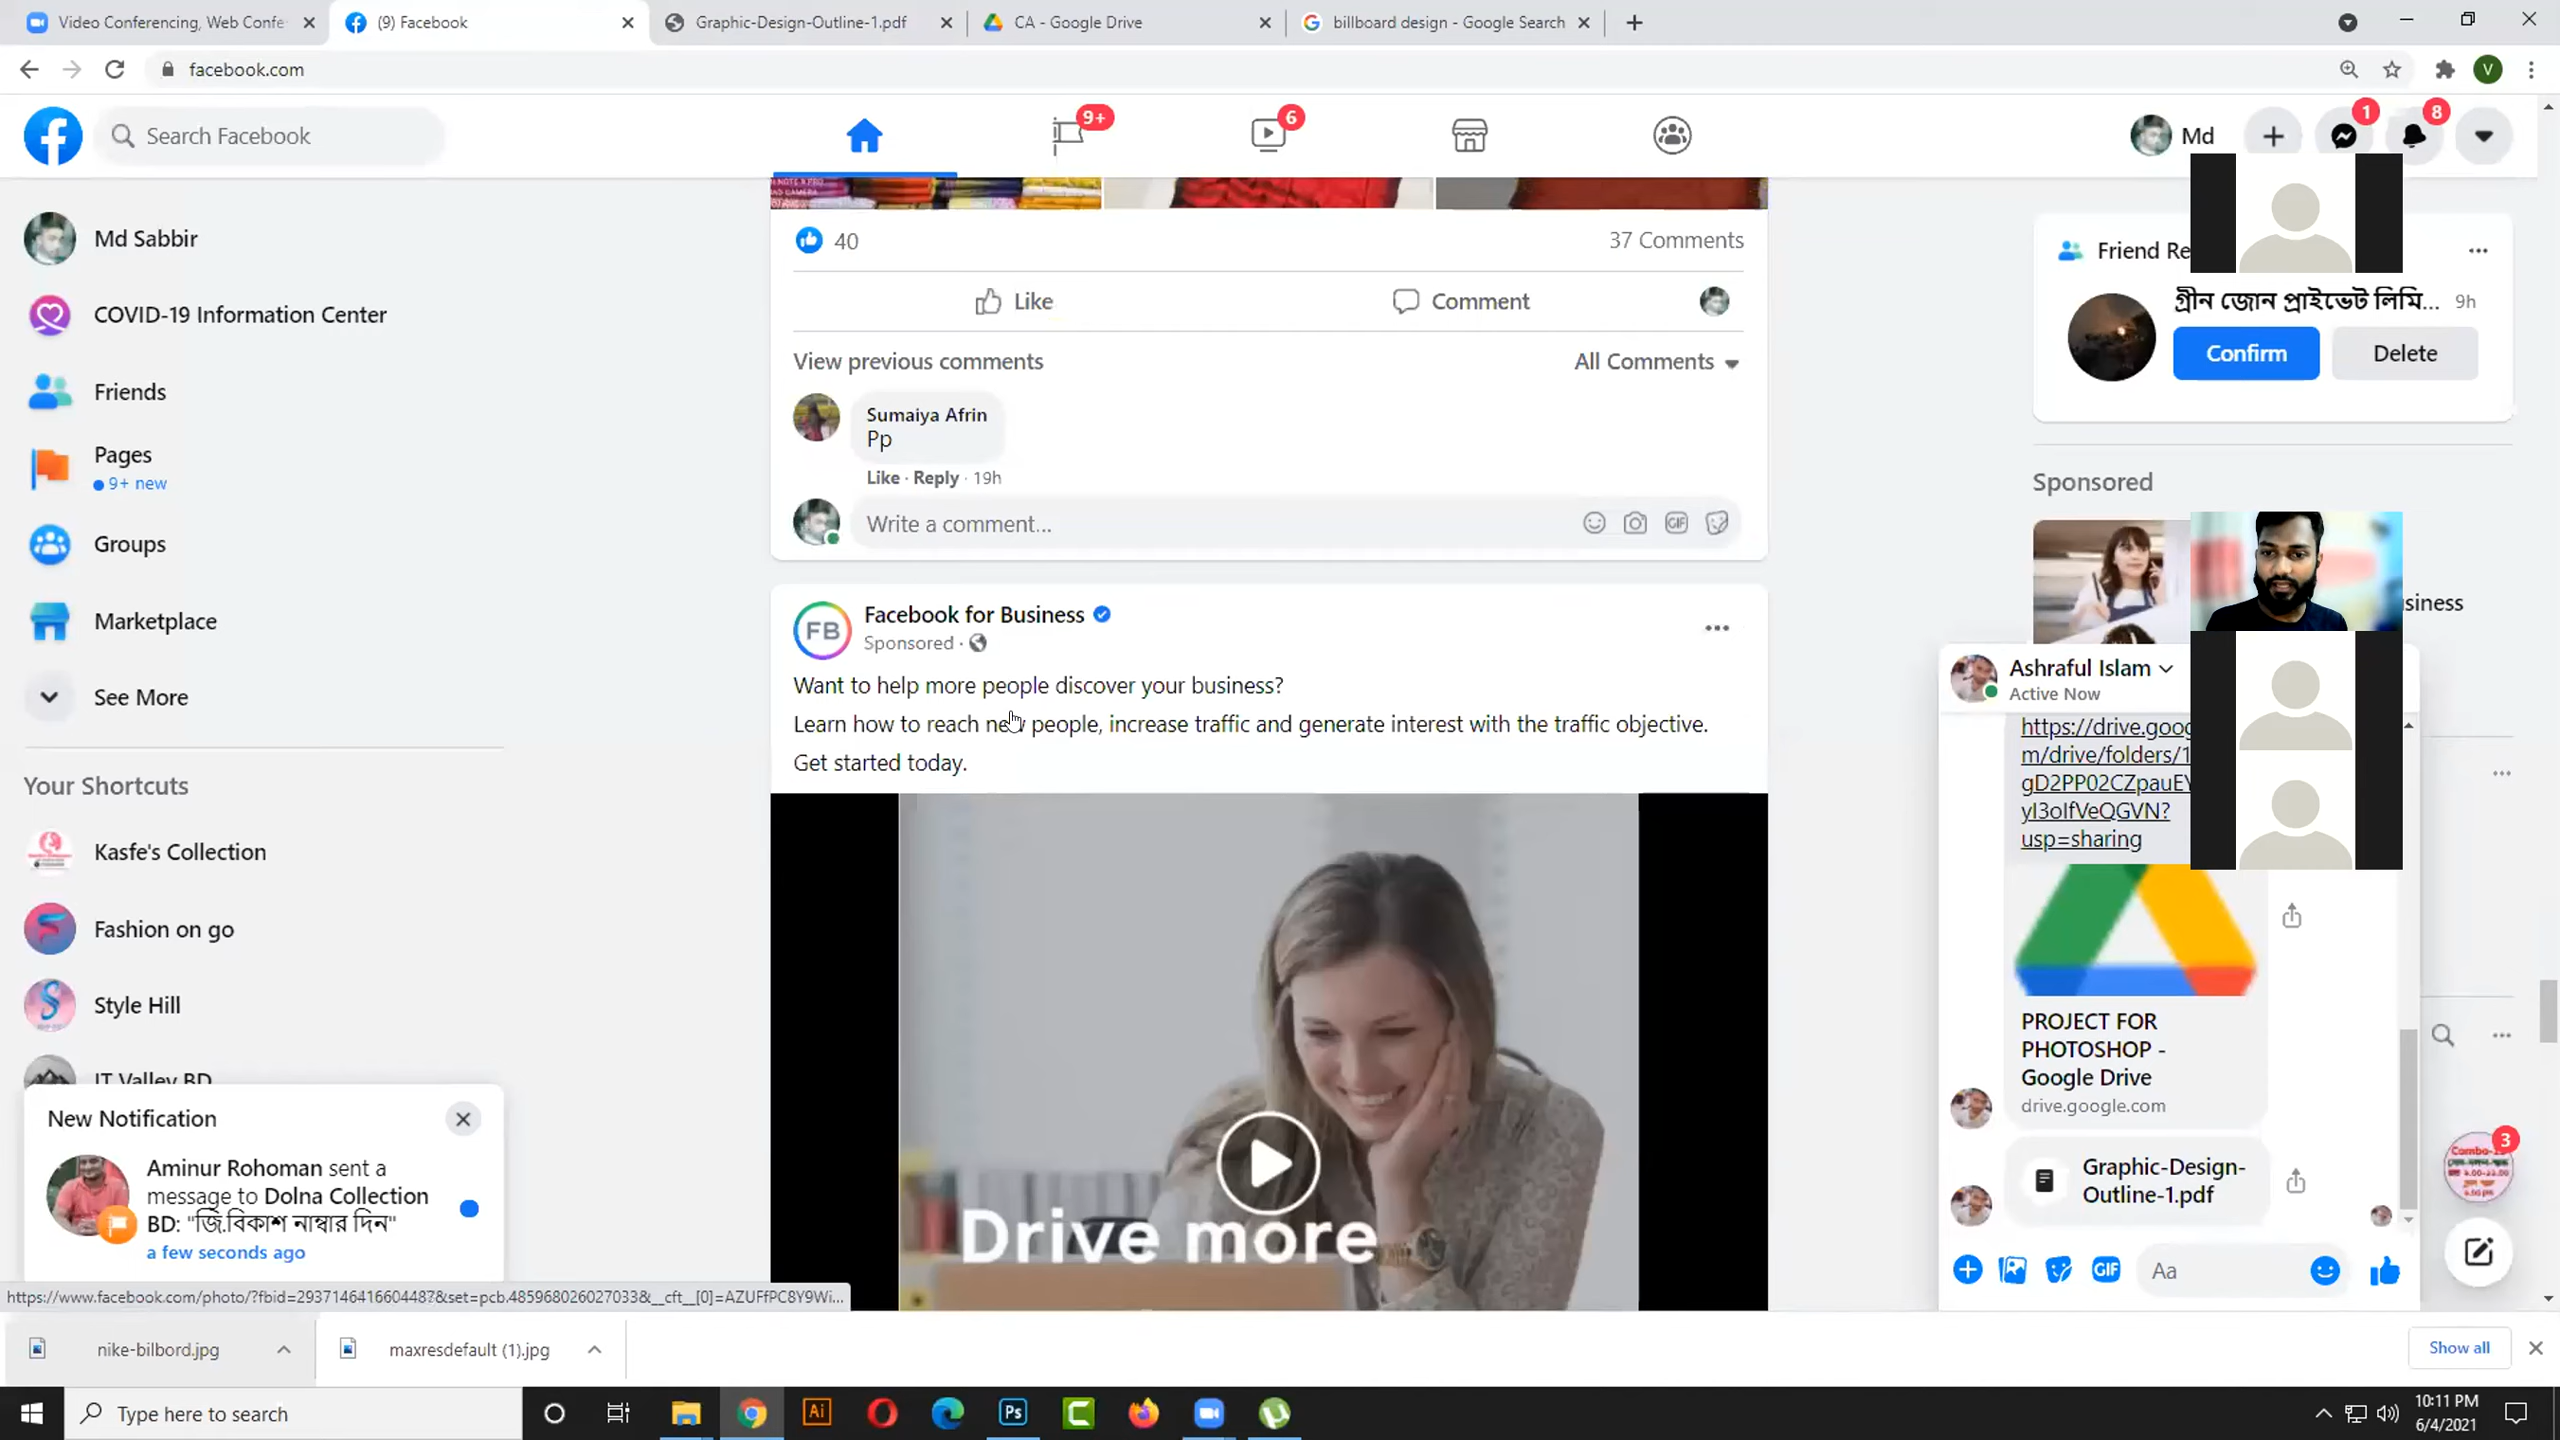 Video Conferencing, Web Confe
(9) Facebook
Graphic-Design-Outline-1.pdf
CA - Google Drive
billboard design - Google Search
facebook.com
V
Search Facebook
9+
6
Md
1
8
Md Sabbir
COVID-19 Information Center
Friends
Pages
9+ new
Groups
Marketplace
See More
Your Shortcuts
Kasfe's Collection
Fashion on go
Style Hill
IT Valley BD
New Notification
Aminur Rohoman sent a
message to Dolna Collection
BD: "জি.বিকাশ নাম্বার দিন"
a few seconds ago
https://www.facebook.com/photo/?fbid=293714641660448?&set=pcb.485968026027033&__cft__[0]=AZUFfPC8Y9Wi...
40
37 Comments
Like
Comment
View previous comments
All Comments
Sumaiya Afrin
Pp
Like · Reply · 19h
Write a comment...
GIF
FB
Facebook for Business
Sponsored ·
Want to help more people discover your business?
Learn how to reach new people, increase traffic and generate interest with the traffic objective.
Get started today.
Drive more
Friend Re
গ্রীন জোন প্রাইভেট লিমি...
9h
Confirm
Delete
Sponsored
siness
Ashraful Islam
Active Now
https://drive.goog
m/drive/folders/1
gD2PP02CZpauEY
yI3oIfVeQGVN?
usp=sharing
PROJECT FOR
PHOTOSHOP -
Google Drive
drive.google.com
Graphic-Design-
Outline-1.pdf
GIF
Aa
3
nike-bilbord.jpg
maxresdefault (1).jpg
Show all
Type here to search
Ai
Ps
10:11 PM
6/4/2021